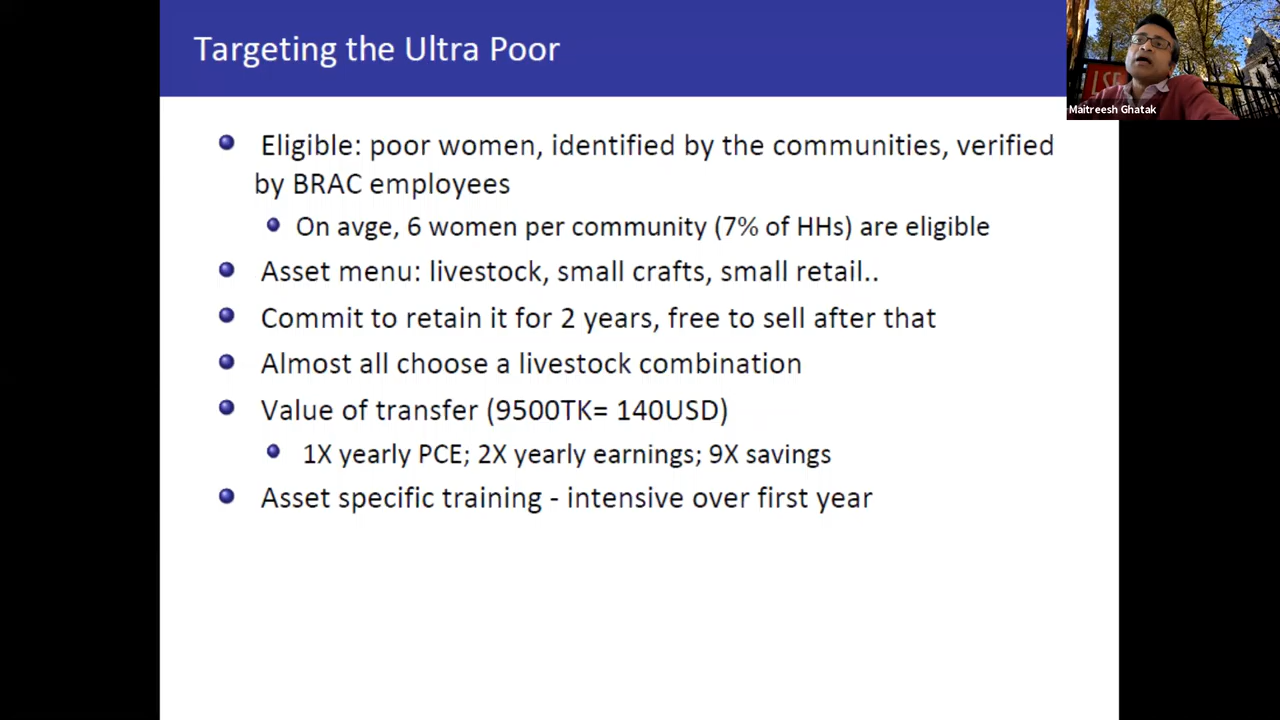 Targeting the Ultra Poor
Eligible: poor women, identified by the communities, verified
by BRAC employees
On avge, 6 women per community (7% of HHs) are eligible
Asset menu: livestock, small crafts, small retail..
Commit to retain it for 2 years, free to sell after that
Almost all choose a livestock combination
Value of transfer (9500TK= 140USD)
1X yearly PCE; 2X yearly earnings; 9X savings
Asset specific training - intensive over first year
LSE
Maitreesh Ghatak